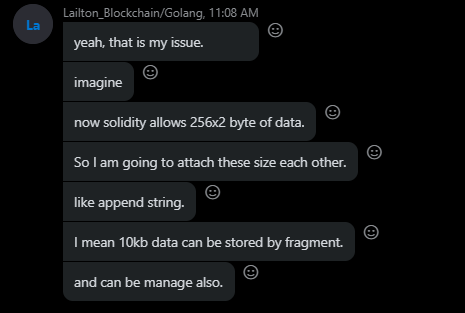 Lailton_Blockchain/Golang, 11:08 AM
La
yeah, that is my issue.
imagine
now solidity allows 256x2 byte of data.
So I am going to attach these size each other.
like append string.
I mean 10kb data can be stored by fragment.
and can be manage also.